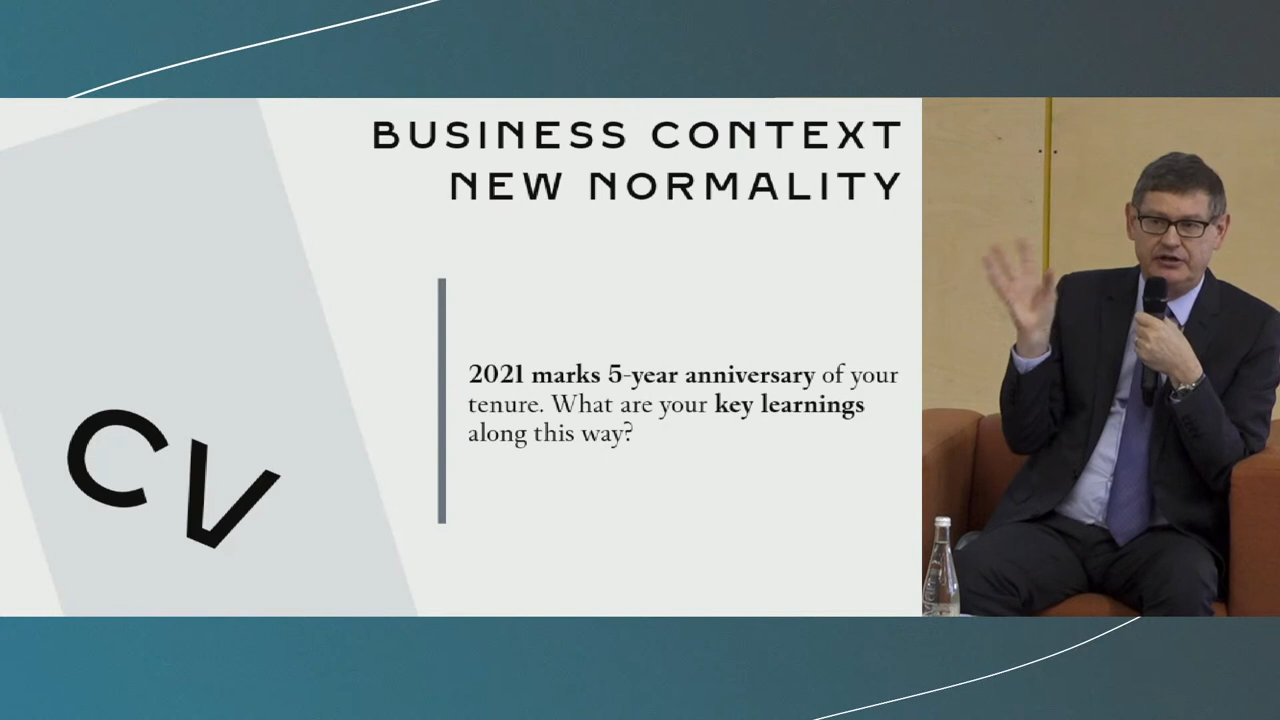 BUSINESS CONTEXT
NEW NORMALITY
2021 marks 5-year anniversary of your
tenure. What are your key learnings
along this way?
CV